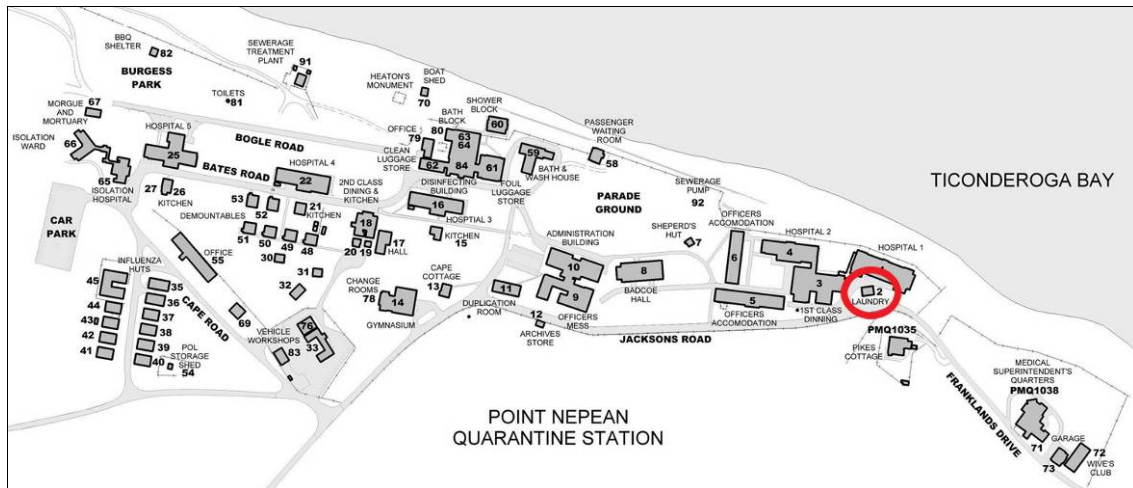 BBQ
SHELTER
82
BURGESS
PARK
SEWERAGE
TREATMENT
PLANT
91
HEATON'S
MONUMENT
BOAT
SHED
70
TOILETS
81
MORGUE
AND
MORTUARY
67
ISOLATION
WARD
66
HOSPITAL 5
25
65
ISOLATION
HOSPITAL
BOGLE ROAD
BATES ROAD
HOSPITAL 4
22
OFFICE
79
CLEAN
LUGGAGE
STORE
BATH
BLOCK
80
63
64
62
84
61
SHOWER
BLOCK
60
59
BATH &
WASH HOUSE
FOUL
LUGGAGE
STORE
PASSENGER
WAITING
ROOM
58
TICONDEROGA BAY
PARADE
GROUND
SEWERAGE
PUMP
92
CAR
PARK
27
26
KITCHEN
DEMOUNTABLES
53
52
21
KITCHEN
51
50
49
48
30
31
32
2ND CLASS
DINING &
KITCHEN
18
20
19
17
HALL
DISINFECTING
BUILDING
16
HOSPTIAL 3
KITCHEN
15
ADMINISTRATION
BUILDING
10
9
OFFICERS
MESS
8
BADCOE
HALL
SHEPERD'S
HUT
7
OFFICERS
ACCOMODATION
6
5
OFFICERS
ACCOMODATION
HOSPITAL 2
4
3
1ST CLASS
DINNING
HOSPITAL 1
2
LAUNDRY
OFFICE
55
INFLUENZA
HUTS
45
44
43
42
41
35
36
37
38
39
40
POL
STORAGE
SHED
54
CAPE ROAD
69
VEHICLE
WORKSHOPS
76
33
83
CHANGE
ROOMS
78
14
GYMNASIUM
CAPE
COTTAGE
13
11
DUPLICATION
ROOM
12
ARCHIVES
STORE
JACKSONS ROAD
PMQ1035
PIKES
COTTAGE
FRANKLANDS DRIVE
MEDICAL
SUPERINTENDENT'S
QUARTERS
PMQ1038
71
GARAGE
73
72
WIVE'S
CLUB
POINT NEPEAN
QUARANTINE STATION